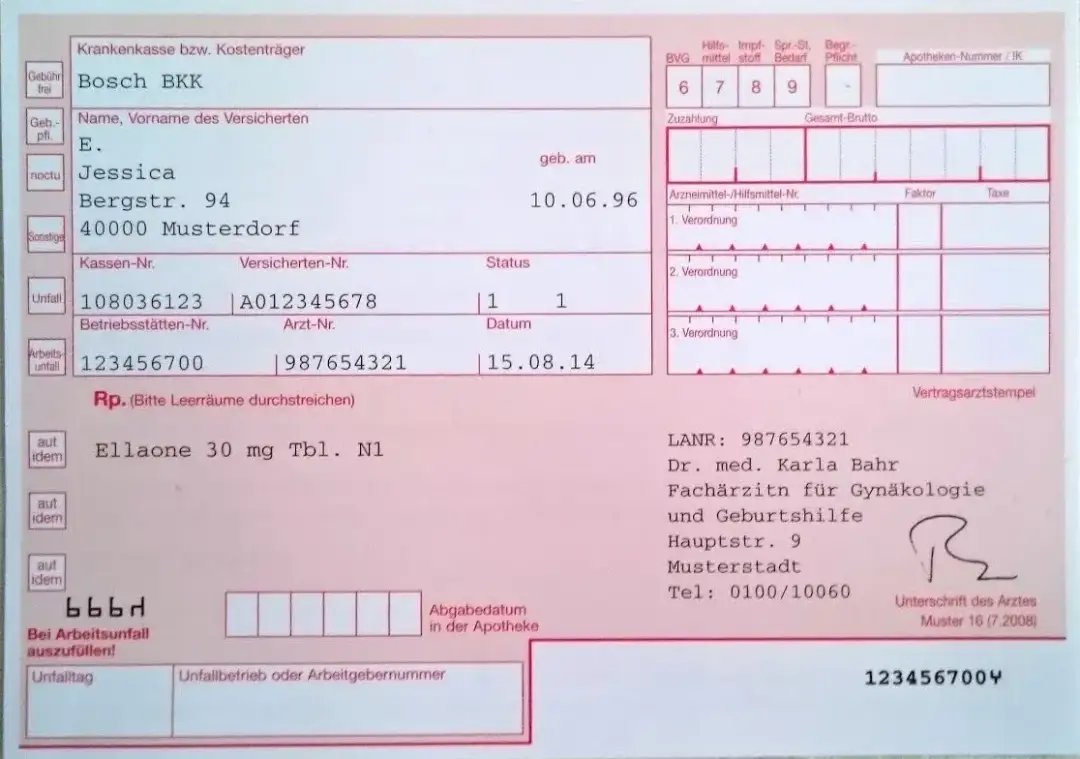 Krankenkasse bzw. Kostenträger
Bosch BKK
Gebühr frei
Geb.-pfl.
noctu
Sonstige
Unfall
Arbeits-unfall
Name, Vorname des Versicherten
E.
Jessica
geb. am
Bergstr. 94
10.06.96
40000 Musterdorf
Kassen-Nr. Versicherten-Nr. Status
108036123 A012345678 1 1
Betriebsstätten-Nr. Arzt-Nr. Datum
123456700 987654321 15.08.14
BVG Hilfs-mittel Impf-stoff Spr.-St. Bedarf Begr.-Pflicht Apotheken-Nummer / IK
6 7 8 9 -
Zuzahlung Gesamt-Brutto
Arzneimittel-/Hilfsmittel-Nr. Faktor Taxe
1. Verordnung
2. Verordnung
3. Verordnung
Vertragsarztstempel
Rp. (Bitte Leerräume durchstreichen)
aut idem
Ellaone 30 mg Tbl. N1
aut idem
aut idem
LANR: 987654321
Dr. med. Karla Bahr
Fachärzitn für Gynäkologie
und Geburtshilfe
Hauptstr. 9
Musterstadt
Tel: 0100/10060
Unterschrift des Arztes
Muster 16 (7.2008)
Abgabedatum
in der Apotheke
Bei Arbeitsunfall
auszufüllen!
Unfalltag Unfallbetrieb oder Arbeitgebernummer
123456700